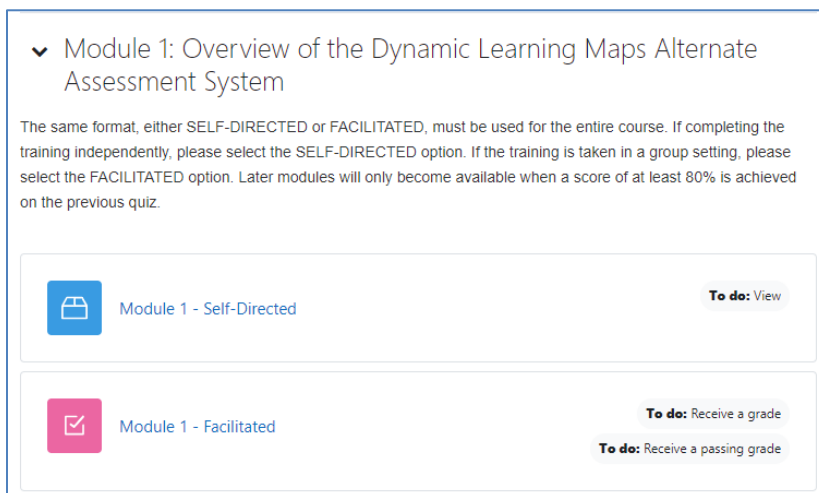 Module 1: Overview of the Dynamic Learning Maps Alternate
Assessment System
The same format, either SELF-DIRECTED or FACILITATED, must be used for the entire course. If completing the
training independently, please select the SELF-DIRECTED option. If the training is taken in a group setting, please
select the FACILITATED option. Later modules will only become available when a score of at least 80% is achieved
on the previous quiz.
Module 1 - Self-Directed
To do: View
Module 1 - Facilitated
To do: Receive a grade
To do: Receive a passing grade